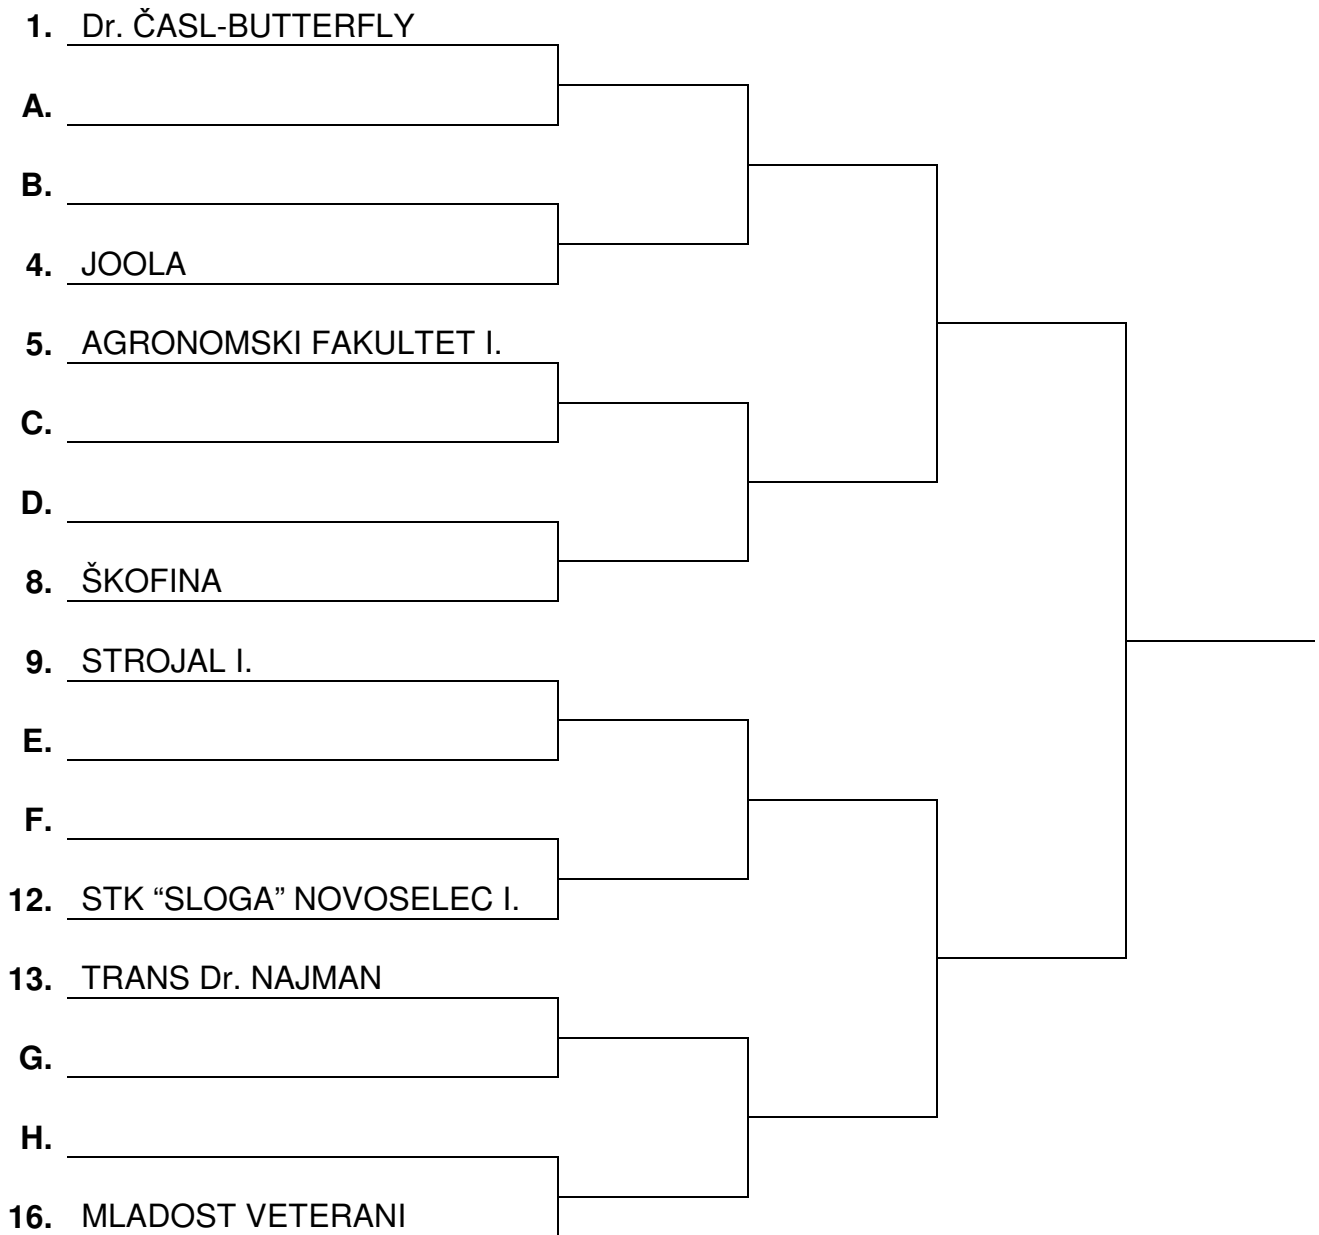 1. Dr. ČASL-BUTTERFLY
A.
B.
4. JOOLA
5. AGRONOMSKI FAKULTET I.
C.
D.
8. ŠKOFINA
9. STROJAL I.
E.
F.
12. STK “SLOGA” NOVOSELEC I.
13. TRANS Dr. NAJMAN
G.
H.
16. MLADOST VETERANI